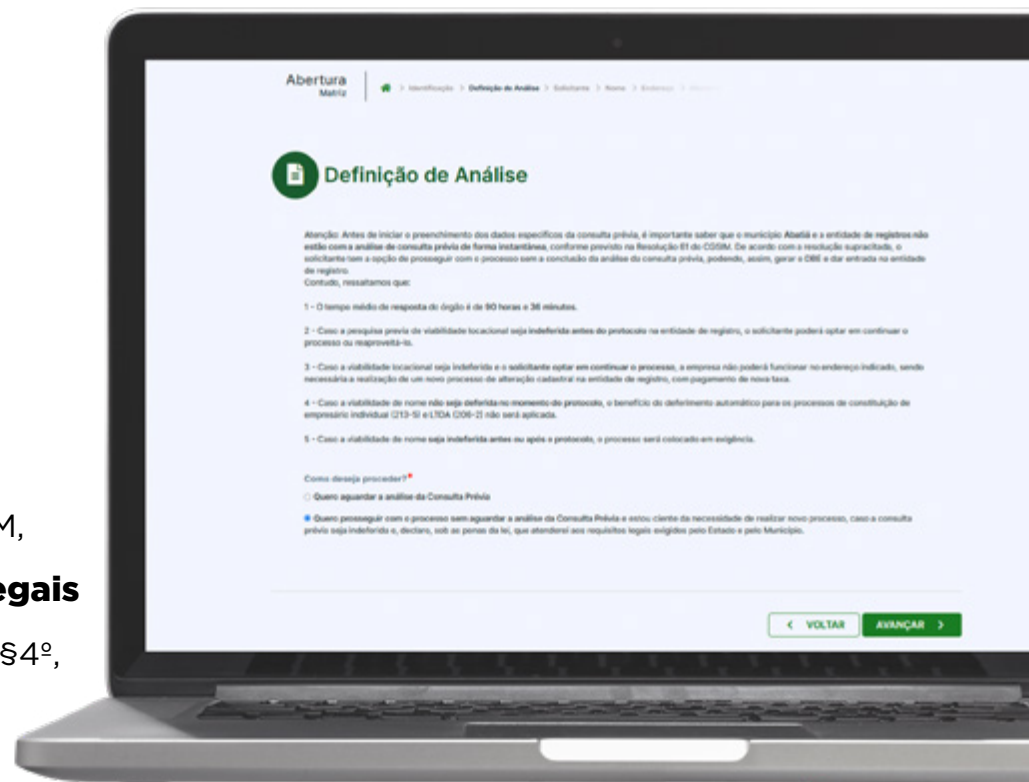 Abertura
Matriz
> Identificação > Definição de Análise > Solicitante > Nome > Endereço >
Definição de Análise
Atenção: Antes de iniciar o preenchimento dos dados específicos da consulta prévia, é importante saber que o município Abatiá e a entidade de registros não
estão com a análise de consulta prévia de forma instantânea, conforme previsto na Resolução 61 do CGSIM. De acordo com a resolução supracitada, o
solicitante tem a opção de prosseguir com o processo sem a conclusão da análise da consulta prévia, podendo, assim, gerar o DBE e dar entrada na entidade
de registro.
Contudo, ressaltamos que:
1 - O tempo médio de resposta do órgão é de 90 horas e 36 minutos.
2 - Caso a pesquisa previa de viabilidade locacional seja indeferida antes do protocolo na entidade de registro, o solicitante poderá optar em continuar o
processo ou reaproveitá-lo.
3 - Caso a viabilidade locacional seja indeferida e o solicitante optar em continuar o processo, a empresa não poderá funcionar no endereço indicado, sendo
necessária a realização de um novo processo de alteração cadastral na entidade de registro, com pagamento de nova taxa.
4 - Caso a viabilidade de nome não seja deferida no momento do protocolo, o benefício do deferimento automático para os processos de constituição de
empresário individual (213-5) e LTDA (206-2) não será aplicada.
5 - Caso a viabilidade de nome seja indeferida antes ou após o protocolo, o processo será colocado em exigência.
Como deseja proceder?*
Quero aguardar a análise da Consulta Prévia
Quero prosseguir com o processo sem aguardar a análise da Consulta Prévia e estou ciente da necessidade de realizar novo processo, caso a consulta
prévia seja indeferida e, declaro, sob as penas da lei, que atenderei aos requisitos legais exigidos pelo Estado e pelo Município.
< VOLTAR
AVANÇAR >
M,
egais
§4º,